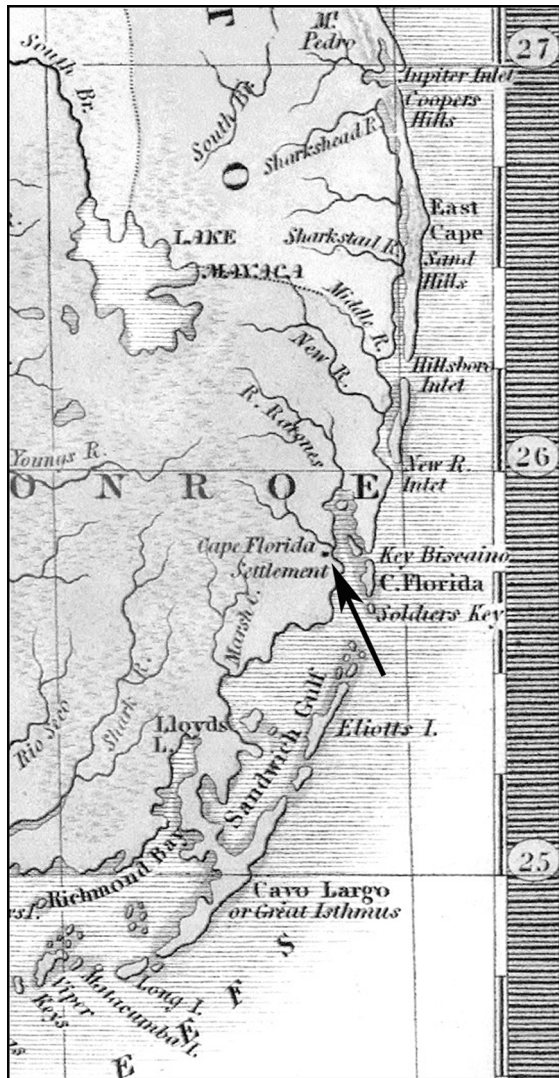 T
Mt.
Pedro
27
South Br.
Jupiter Inlet
Coopers
Hills
South Br.
Sharkshead R.
O
East
Cape
LAKE
Sharkstail R.
Sand
Hills
MAYACA
Middle R.
New R.
Hillsboro
Inlet
R. Ratones
Youngs R.
New R.
Inlet
26
ONROE
Cape Florida
Settlement
Key Biscaino
C. Florida
Soldiers Key
Marsh C.
Shark R.
Rio Seco
Lloyds
L.
Sandwich Gulf
Eliotts I.
Richmond Bay
25
Cayo Largo
or Great Isthmus
Long I.
Matacumba I.
Viper
Keys
EEFS